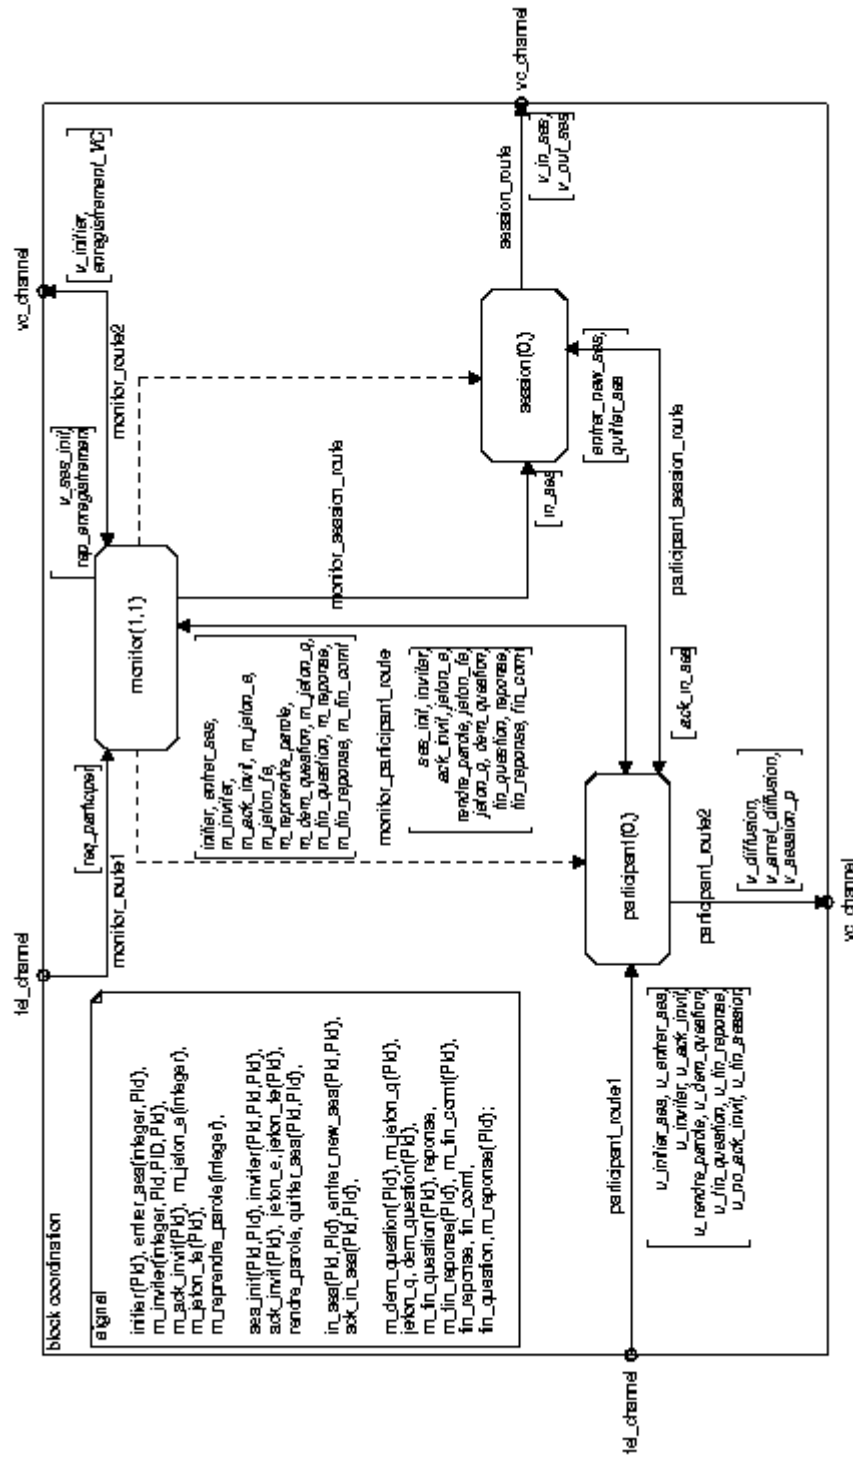 block coordination
signal
initier(PId), entrer_ses(integer,PId),
m_inviter(integer,PId,PID,PId),
m_ack_invit(PId), m_jeton_e(integer),
m_jeton_fe(PId),
m_reprendre_parole(integer),
ses_init(PId,PId), inviter(PId,PId,PId),
ack_invit(PId), jeton_e, jeton_fe(PId),
rendre_parole, quitter_ses(PId,PId),
in_ses(PId,PId), entrer_new_ses(PId,PId),
ack_in_ses(PId,PId),
m_dem_question(PId), m_jeton_q(PId),
jeton_q, dem_question(PId),
m_fin_question(PId), reponse,
m_fin_reponse(PId), m_fin_comf(PId),
fin_reponse, fin_comf,
fin_question, m_reponse(PId);
tel_channel
monitor_route1
[req_participer]
monitor(1,1)
v_ses_init,
rep_enregistrement
monitor_route2
vc_channel
v_initier,
enregistrement_VC
initier, entrer_ses,
m_inviter,
m_ack_invit, m_jeton_e,
m_jeton_fe,
m_reprendre_parole,
m_dem_question, m_jeton_q,
m_fin_question, m_reponse,
m_fin_reponse, m_fin_comf
monitor_participant_route
ses_init, inviter,
ack_invit, jeton_e,
rendre_parole, jeton_fe,
jeton_q, dem_question,
fin_question, reponse,
fin_reponse, fin_comf
monitor_session_route
[in_ses]
session(0,)
session_route
vc_channel
v_in_ses,
v_out_ses
entrer_new_ses,
quitter_ses
participant_session_route
[ack_in_ses]
participant(0,)
participant_route2
v_diffusion,
v_arret_diffusion,
v_session_p
vc_channel
tel_channel
participant_route1
u_initier_ses, u_entrer_ses,
u_inviter, u_ack_invit,
u_rendre_parole, u_dem_question,
u_fin_question, u_fin_reponse,
u_no_ack_invit, u_fin_session